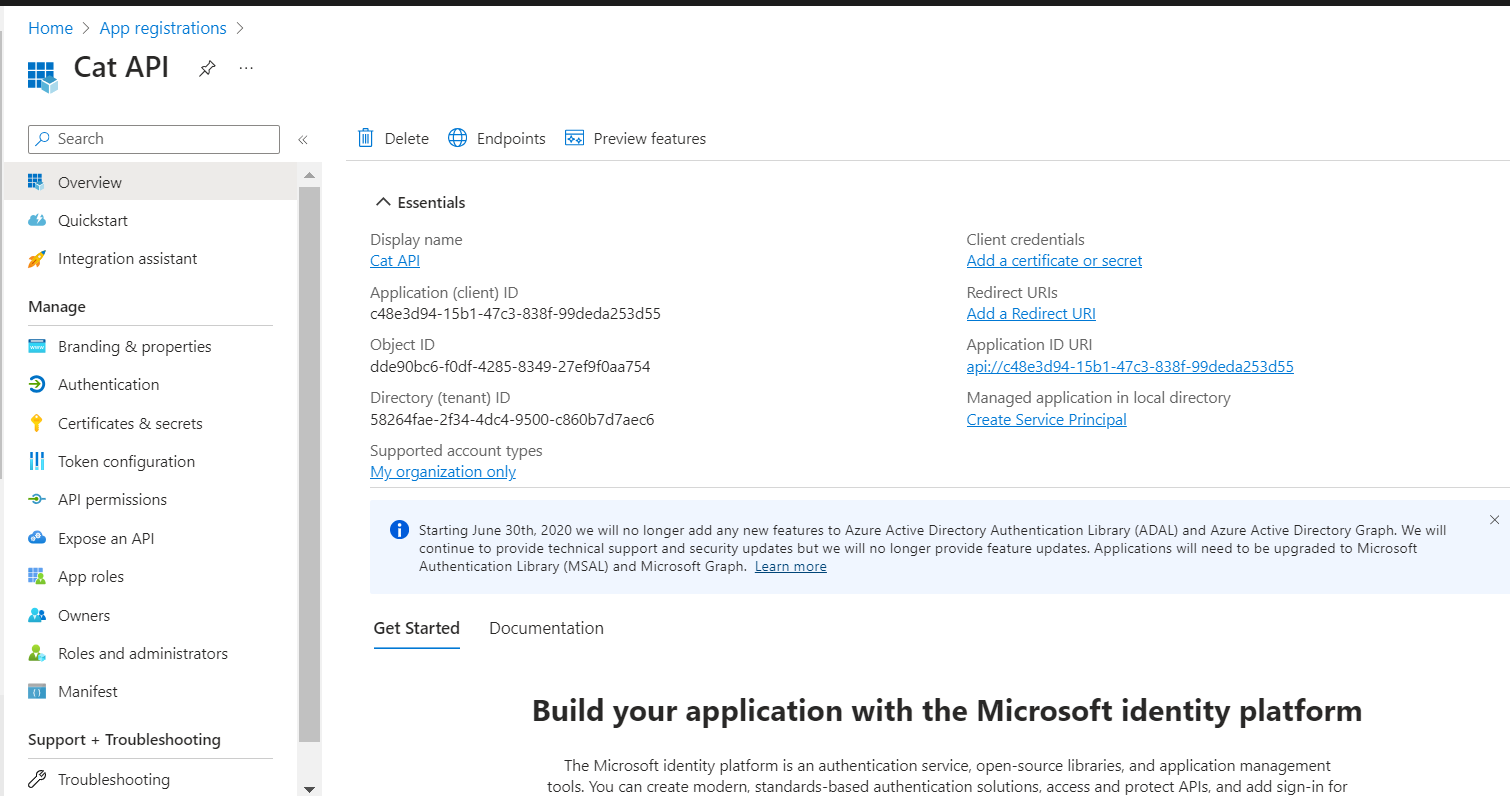 Home > App registrations >
Cat API
Search
«
Delete
Endpoints
Preview features
Overview
Quickstart
Integration assistant
Manage
Branding & properties
Authentication
Certificates & secrets
Token configuration
API permissions
Expose an API
App roles
Owners
Roles and administrators
Manifest
Support + Troubleshooting
Troubleshooting
Essentials
Display name
Cat API
Application (client) ID
c48e3d94-15b1-47c3-838f-99deda253d55
Object ID
dde90bc6-f0df-4285-8349-27ef9f0aa754
Directory (tenant) ID
58264fae-2f34-4dc4-9500-c860b7d7aec6
Supported account types
My organization only
Client credentials
Add a certificate or secret
Redirect URIs
Add a Redirect URI
Application ID URI
api://c48e3d94-15b1-47c3-838f-99deda253d55
Managed application in local directory
Create Service Principal
Starting June 30th, 2020 we will no longer add any new features to Azure Active Directory Authentication Library (ADAL) and Azure Active Directory Graph. We will
continue to provide technical support and security updates but we will no longer provide feature updates. Applications will need to be upgraded to Microsoft
Authentication Library (MSAL) and Microsoft Graph. Learn more
Get Started
Documentation
Build your application with the Microsoft identity platform
The Microsoft identity platform is an authentication service, open-source libraries, and application management
tools. You can create modern, standards-based authentication solutions, access and protect APIs, and add sign-in for